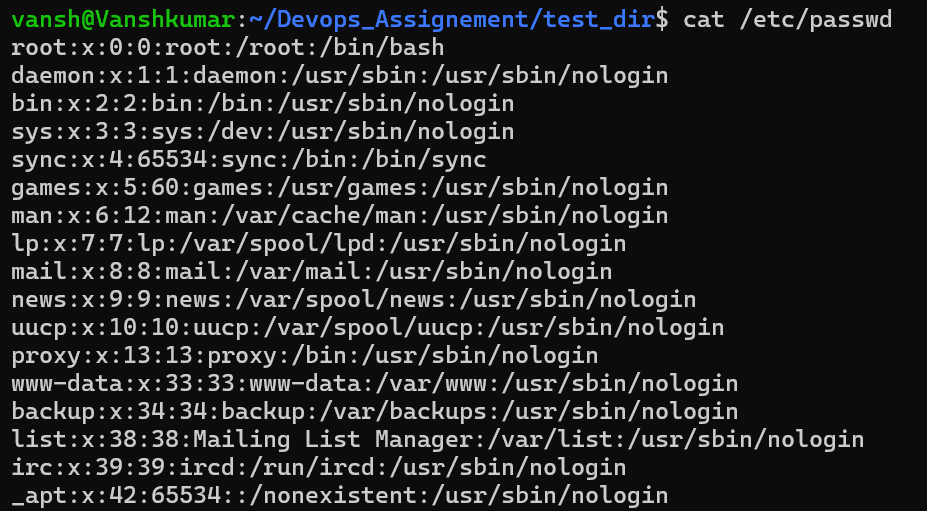 vansh@Vanshkumar:~/Devops_Assignement/test_dir$ cat /etc/passwd
root:x:0:0:root:/root:/bin/bash
daemon:x:1:1:daemon:/usr/sbin:/usr/sbin/nologin
bin:x:2:2:bin:/bin:/usr/sbin/nologin
sys:x:3:3:sys:/dev:/usr/sbin/nologin
sync:x:4:65534:sync:/bin:/bin/sync
games:x:5:60:games:/usr/games:/usr/sbin/nologin
man:x:6:12:man:/var/cache/man:/usr/sbin/nologin
lp:x:7:7:lp:/var/spool/lpd:/usr/sbin/nologin
mail:x:8:8:mail:/var/mail:/usr/sbin/nologin
news:x:9:9:news:/var/spool/news:/usr/sbin/nologin
uucp:x:10:10:uucp:/var/spool/uucp:/usr/sbin/nologin
proxy:x:13:13:proxy:/bin:/usr/sbin/nologin
www-data:x:33:33:www-data:/var/www:/usr/sbin/nologin
backup:x:34:34:backup:/var/backups:/usr/sbin/nologin
list:x:38:38:Mailing List Manager:/var/list:/usr/sbin/nologin
irc:x:39:39:ircd:/run/ircd:/usr/sbin/nologin
_apt:x:42:65534::/nonexistent:/usr/sbin/nologin